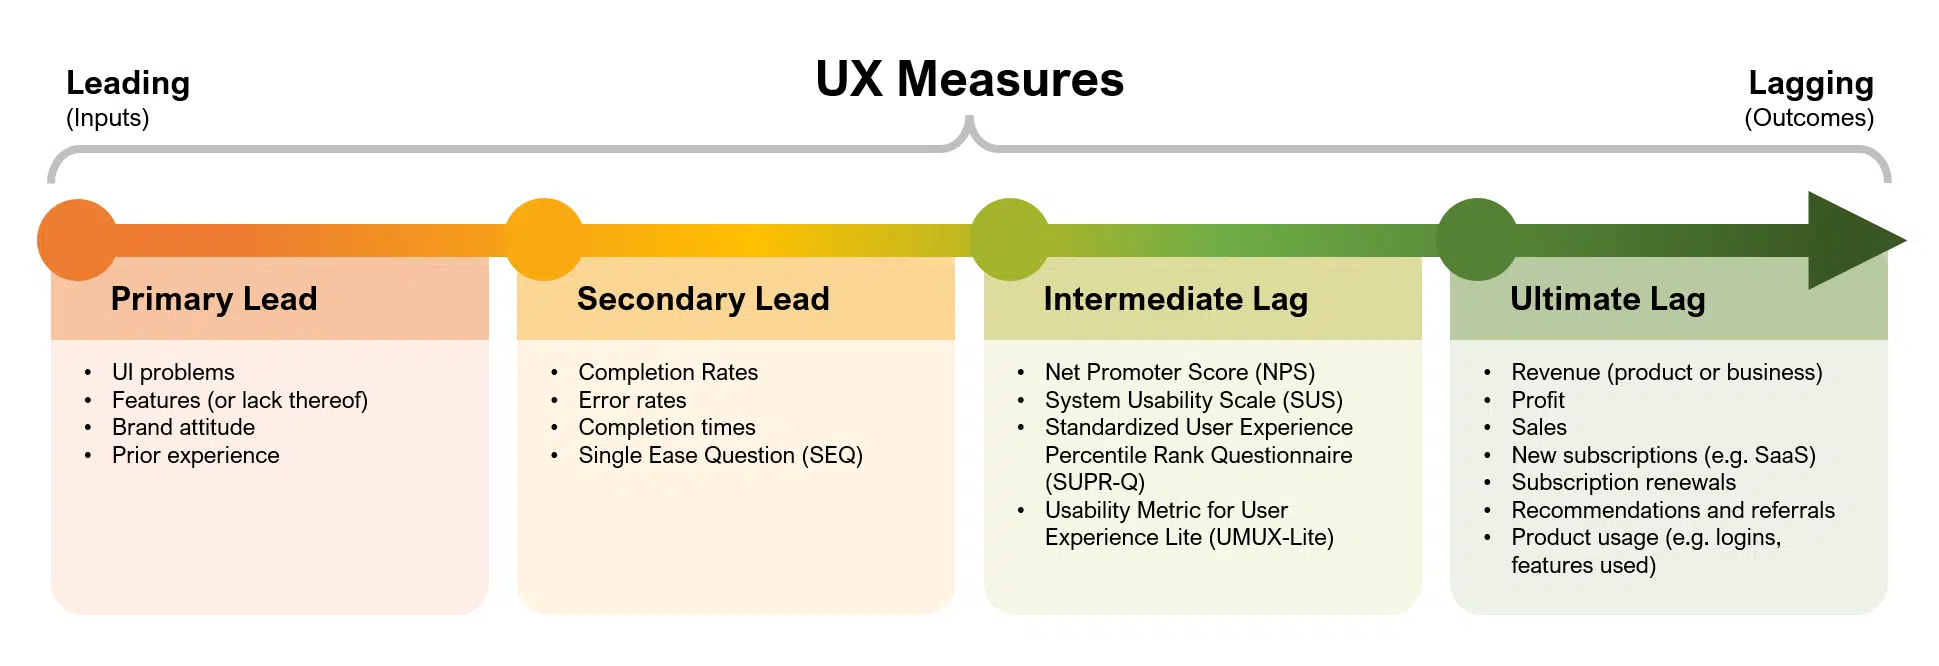 UX Measures
Leading
(Inputs)
Lagging
(Outcomes)
Primary Lead
• UI problems
• Features (or lack thereof)
• Brand attitude
• Prior experience
Secondary Lead
• Completion Rates
• Error rates
• Completion times
• Single Ease Question (SEQ)
Intermediate Lag
• Net Promoter Score (NPS)
• System Usability Scale (SUS)
• Standardized User Experience
Percentile Rank Questionnaire
(SUPR-Q)
• Usability Metric for User
Experience Lite (UMUX-Lite)
Ultimate Lag
• Revenue (product or business)
• Profit
• Sales
• New subscriptions (e.g. SaaS)
• Subscription renewals
• Recommendations and referrals
• Product usage (e.g. logins,
features used)